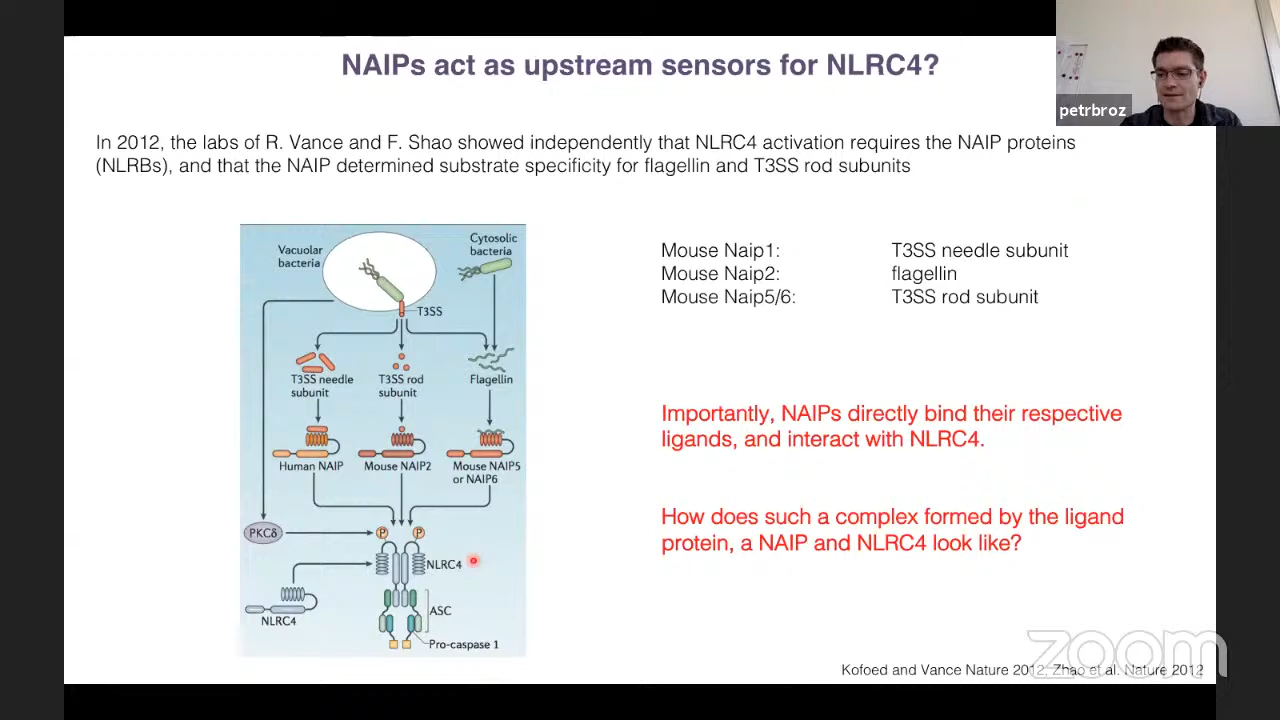 NAIPs act as upstream sensors for NLRC4?
petrbroz
In 2012, the labs of R. Vance and F. Shao showed independently that NLRC4 activation requires the NAIP proteins
(NLRBs), and that the NAIP determined substrate specificity for flagellin and T3SS rod subunits
Vacuolar
bacteria
Cytosolic
bacteria
T3SS
T3SS needle
subunit
T3SS rod
subunit
Flagellin
Human NAIP
Mouse NAIP2
Mouse NAIP5
or NAIP6
PKCδ
P
P
NLRC4
NLRC4
ASC
Pro-caspase 1
Mouse Naip1: T3SS needle subunit
Mouse Naip2: flagellin
Mouse Naip5/6: T3SS rod subunit
Importantly, NAIPs directly bind their respective
ligands, and interact with NLRC4.
How does such a complex formed by the ligand
protein, a NAIP and NLRC4 look like?
zoom
Kofoed and Vance Nature 2012, Zhao et al. Nature 2012